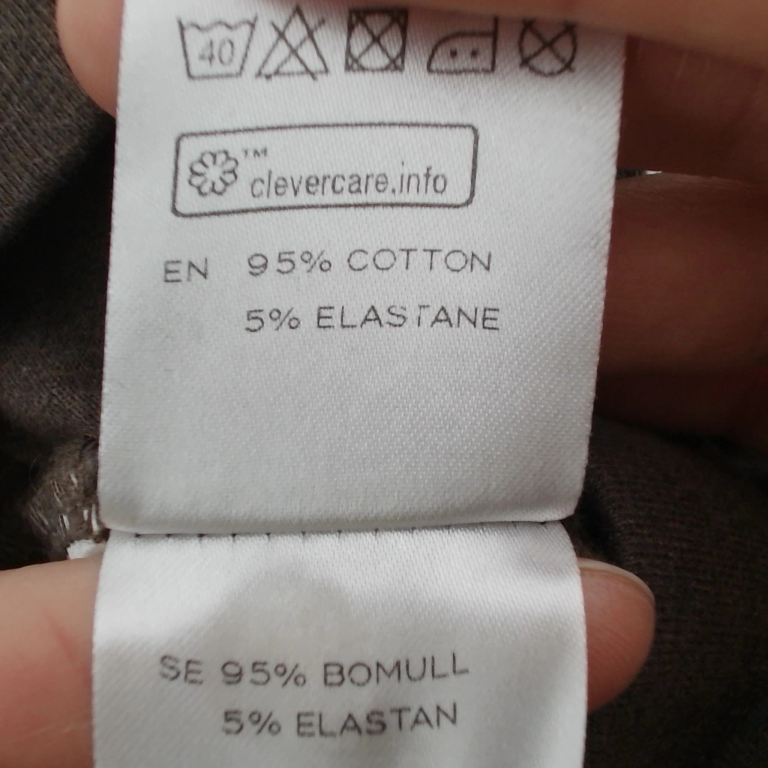 40
™
clevercare.info
EN 95% COTTON
5% ELASTANE
SE 95% BOMULL
5% ELASTAN